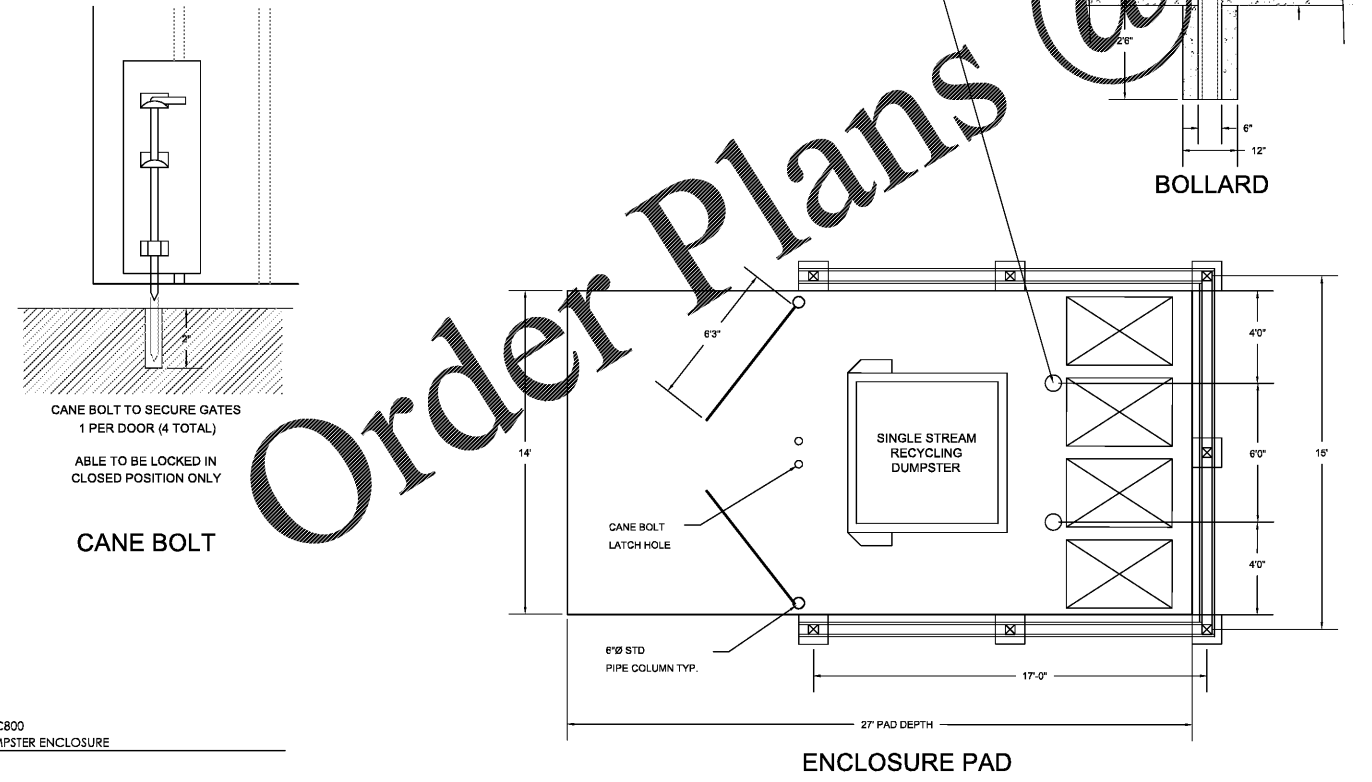 2'6"
6"
12"
BOLLARD
2"
CANE BOLT TO SECURE GATES
1 PER DOOR (4 TOTAL)
ABLE TO BE LOCKED IN
CLOSED POSITION ONLY
CANE BOLT
Order Plans @
6'3"
14'
SINGLE STREAM
RECYCLING
DUMPSTER
4'0"
6'0"
4'0"
15'
CANE BOLT
LATCH HOLE
6"Ø STD
PIPE COLUMN TYP.
17'-0"
27' PAD DEPTH
ENCLOSURE PAD
C800
MPSTER ENCLOSURE